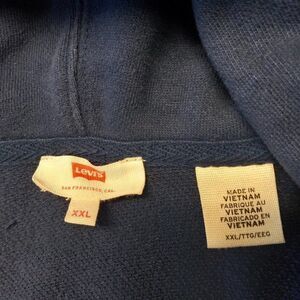 Levi's
SAN FRANCISCO, CAL.
XXL
MADE IN
VIETNAM
FABRIQUÉ AU
VIETNAM
FABRICADO EN
VIETNAM
XXL/TTG/EEG